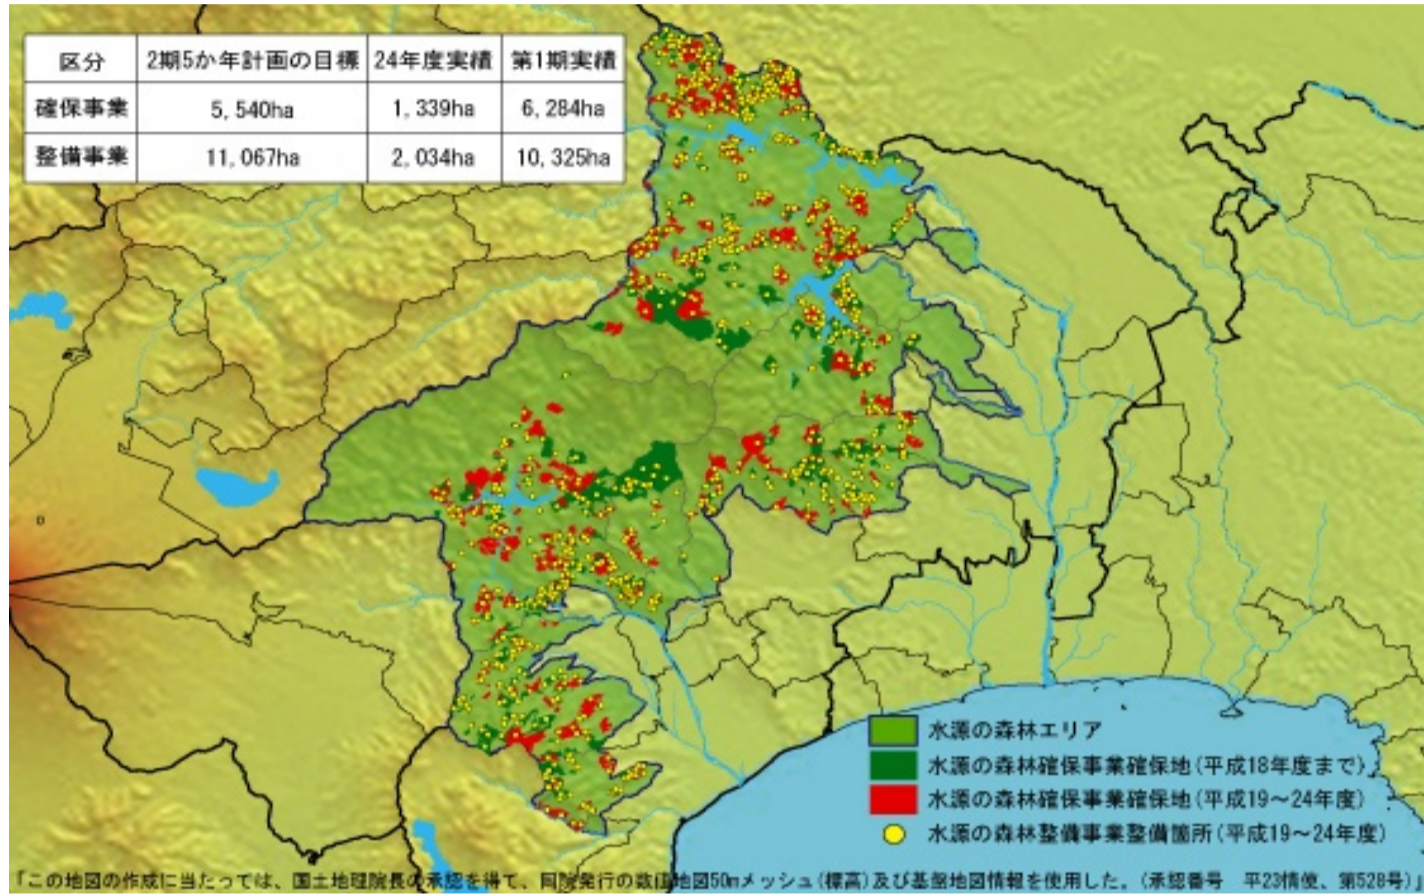 区分 2期5か年計画の目標 24年度実績 第1期実績
確保事業 5,540ha 1,339ha 6,284ha
整備事業 11,067ha 2,034ha 10,325ha
水源の森林エリア
水源の森林確保事業確保地(平成18年度まで)
水源の森林確保事業確保地(平成19～24年度)
水源の森林整備事業整備箇所(平成19～24年度)
「この地図の作成に当たっては、国土地理院長の承認を得て、同院発行の数値地図50mメッシュ(標高)及び基盤地図情報を使用した。(承認番号 平23情使、第528号)」